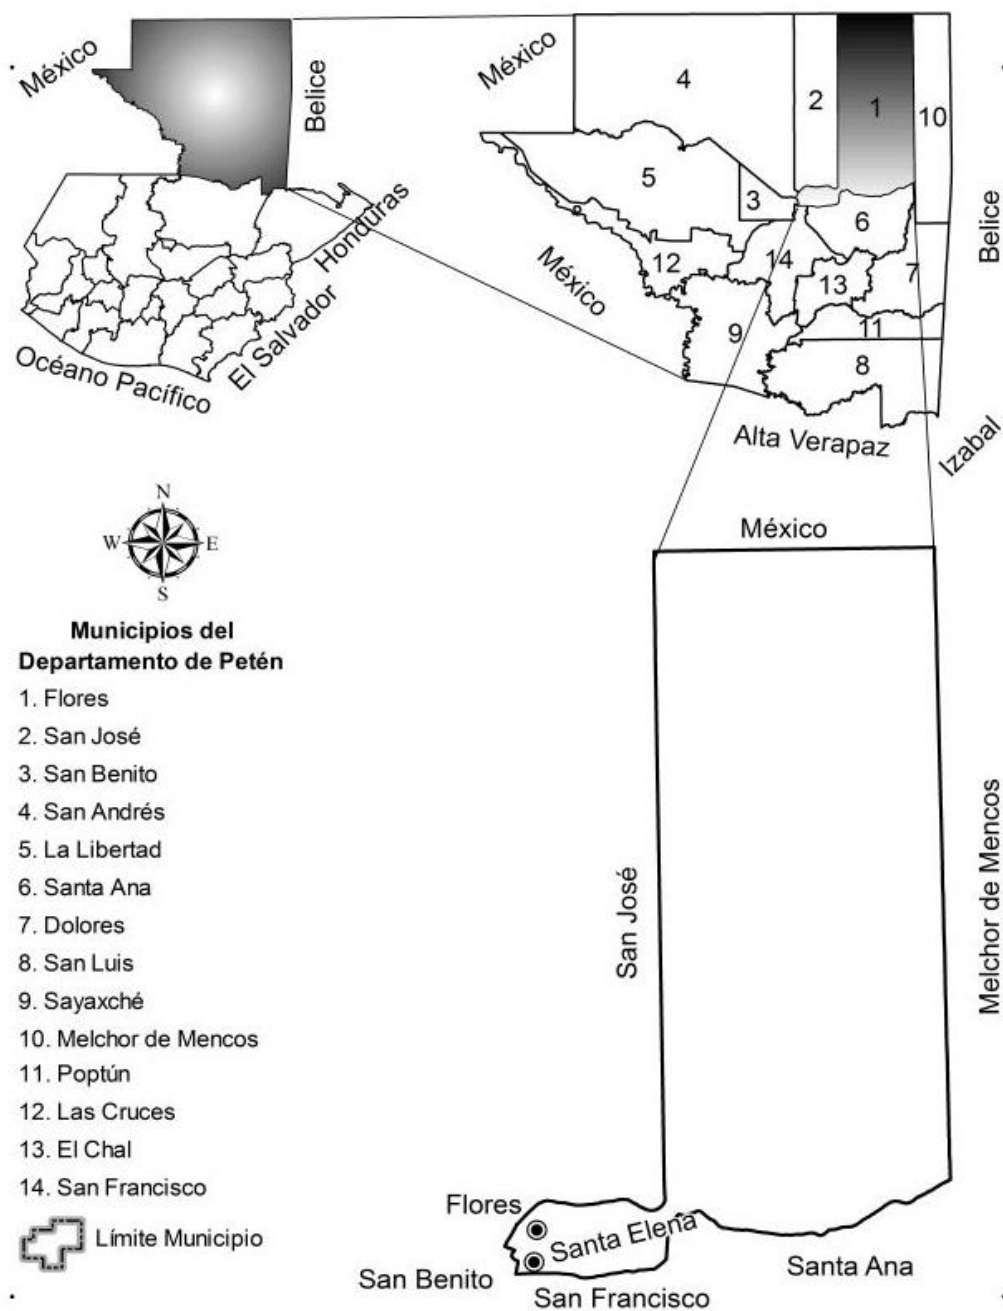 México
Belice
Honduras
El Salvador
Océano Pacífico
México
4
2
1
10
5
3
6
12
14
13
7
9
11
8
México
Belice
Alta Verapaz
Izabal
N
W
E
S
Municipios del
Departamento de Petén
1. Flores
2. San José
3. San Benito
4. San Andrés
5. La Libertad
6. Santa Ana
7. Dolores
8. San Luis
9. Sayaxché
10. Melchor de Mencos
11. Poptún
12. Las Cruces
13. El Chal
14. San Francisco
Límite Municipio
México
San José
Melchor de Mencos
Flores
Santa Elena
San Benito
San Francisco
Santa Ana